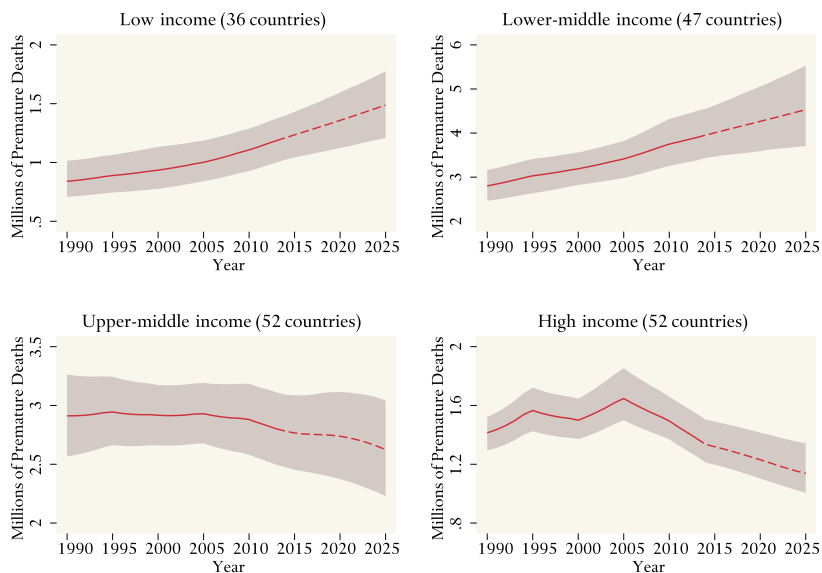 Low income (36 countries)
Millions of Premature Deaths
2
1.5
1
.5
1990 1995 2000 2005 2010 2015 2020 2025
Year
Lower-middle income (47 countries)
Millions of Premature Deaths
6
5
4
3
2
1990 1995 2000 2005 2010 2015 2020 2025
Year
Upper-middle income (52 countries)
Millions of Premature Deaths
3.5
3
2.5
2
1990 1995 2000 2005 2010 2015 2020 2025
Year
High income (52 countries)
Millions of Premature Deaths
2
1.6
1.2
.8
1990 1995 2000 2005 2010 2015 2020 2025
Year